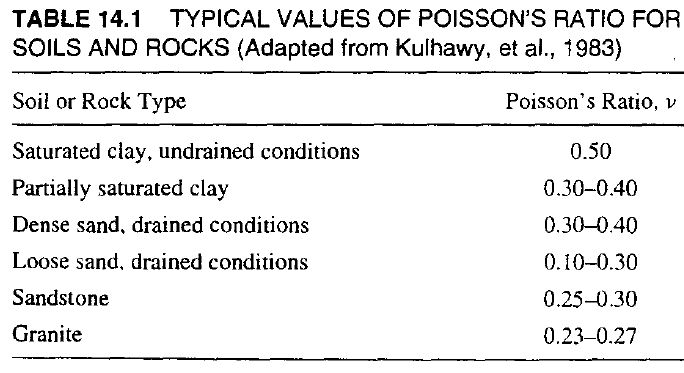 TABLE 14.1 TYPICAL VALUES OF POISSON'S RATIO FOR
SOILS AND ROCKS (Adapted from Kulhawy, et al., 1983)
Soil or Rock Type Poisson's Ratio, ν
Saturated clay, undrained conditions 0.50
Partially saturated clay 0.30–0.40
Dense sand, drained conditions 0.30–0.40
Loose sand, drained conditions 0.10–0.30
Sandstone 0.25–0.30
Granite 0.23–0.27